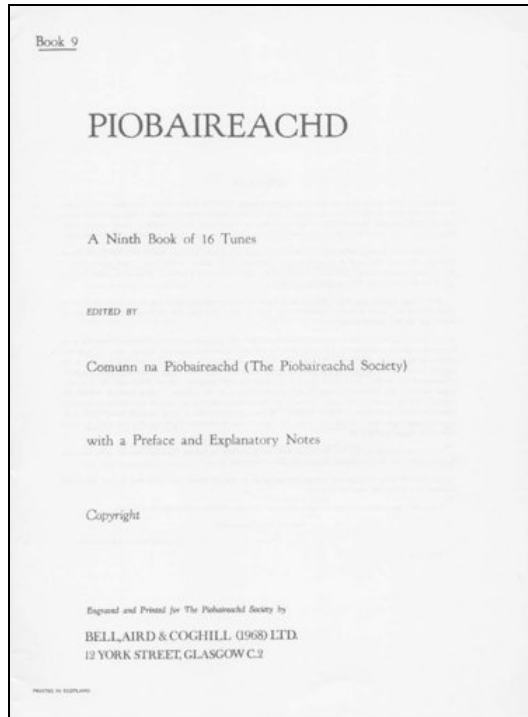 Book 9
PIOBAIREACHD
A Ninth Book of 16 Tunes
EDITED BY
Comunn na Piobaireachd (The Piobaireachd Society)
with a Preface and Explanatory Notes
Copyright
Engraved and Printed for The Piobaireachd Society by
BELL, AIRD & COGHILL (1968) LTD.
12 YORK STREET, GLASGOW C.2
PRINTED IN SCOTLAND